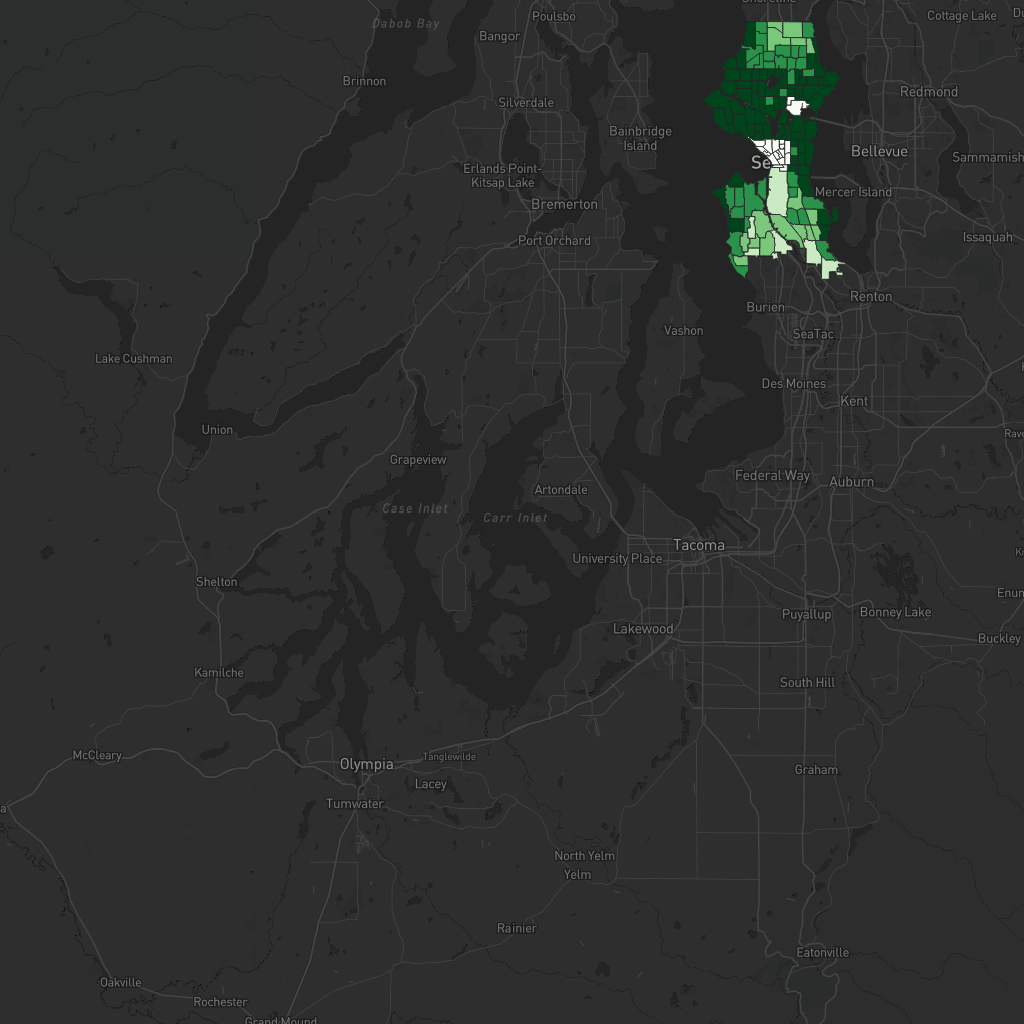 Shoreline
Dabob Bay
Poulsbo
Cottage Lake
Bangor
Brinnon
Redmond
Silverdale
Bainbridge
Island
Bellevue
Sammamish
Se
Erlands Point-
Kitsap Lake
Mercer Island
Bremerton
Port Orchard
Issaquah
Renton
Burien
Vashon
SeaTac
Lake Cushman
Des Moines
Kent
Union
Rave
Grapeview
Federal Way
Auburn
Artondale
Case Inlet
Carr Inlet
Tacoma
University Place
Shelton
Enun
Puyallup
Bonney Lake
Lakewood
Buckley
Kamilche
South Hill
McCleary
Tanglewilde
Olympia
Graham
Lacey
Tumwater
a
North Yelm
Yelm
Rainier
Eatonville
Oakville
Rochester
Grand Mound